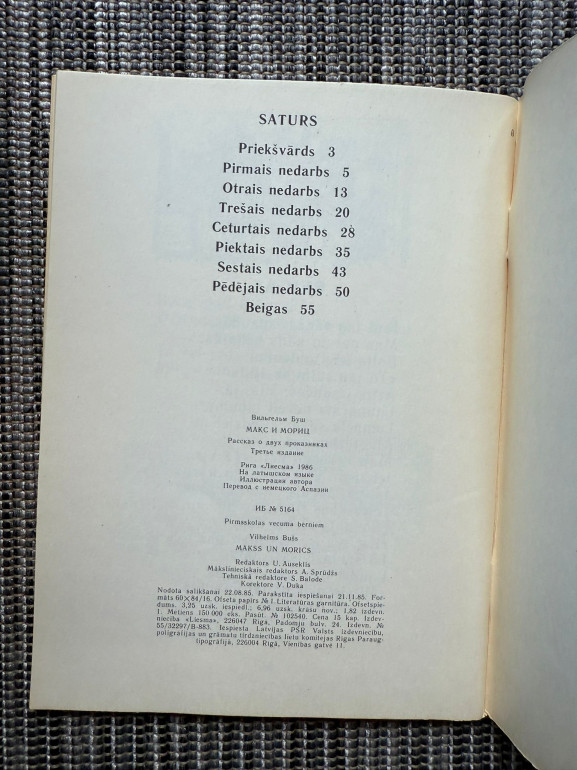 SATURS
Priekšvārds 3
Pirmais nedarbs 5
Otrais nedarbs 13
Trešais nedarbs 20
Ceturtais nedarbs 28
Piektais nedarbs 35
Sestais nedarbs 43
Pēdējais nedarbs 50
Beigas 55
Вильгельм Буш
МАКС И МОРИЦ
Рассказ о двух проказниках
Третье издание
Рига «Лиесма» 1986
На латышском языке
Иллюстрации автора
Перевод с немецкого Аспазии
ИБ № 5164
Pirmsskolas vecuma bērniem
Vilhelms Bušs
MAKSS UN MORICS
Redaktors U. Auseklis
Mākslinieciskais redaktors A. Sprūdžs
Tehniskā redaktore S. Balode
Korektore V. Duka
Nodota salikšanai 22.08.85. Parakstīta iespiešanai 21.11.85. For-
māts 60×84/16. Ofseta papīrs № 1. Literatūras garnitūra. Ofsetspie-
dums. 3,25 uzsk. iespiedl.; 6,96 uzsk. krāsu nov.; 1,82 izdevn.
l. Metiens 150 000 eks. Pasūt. № 102540. Cena 15 kap. Izdev-
niecība «Liesma», 226047 Rīgā, Padomju bulv. 24. Izdevn. №
55/32297/B-883. Iespiesta Latvijas PSR Valsts izdevniecību,
poligrāfijas un grāmatu tirdzniecības lietu komitejas Rīgas Paraug-
tipogrāfijā, 226004 Rīgā, Vienības gatvē 11.
6